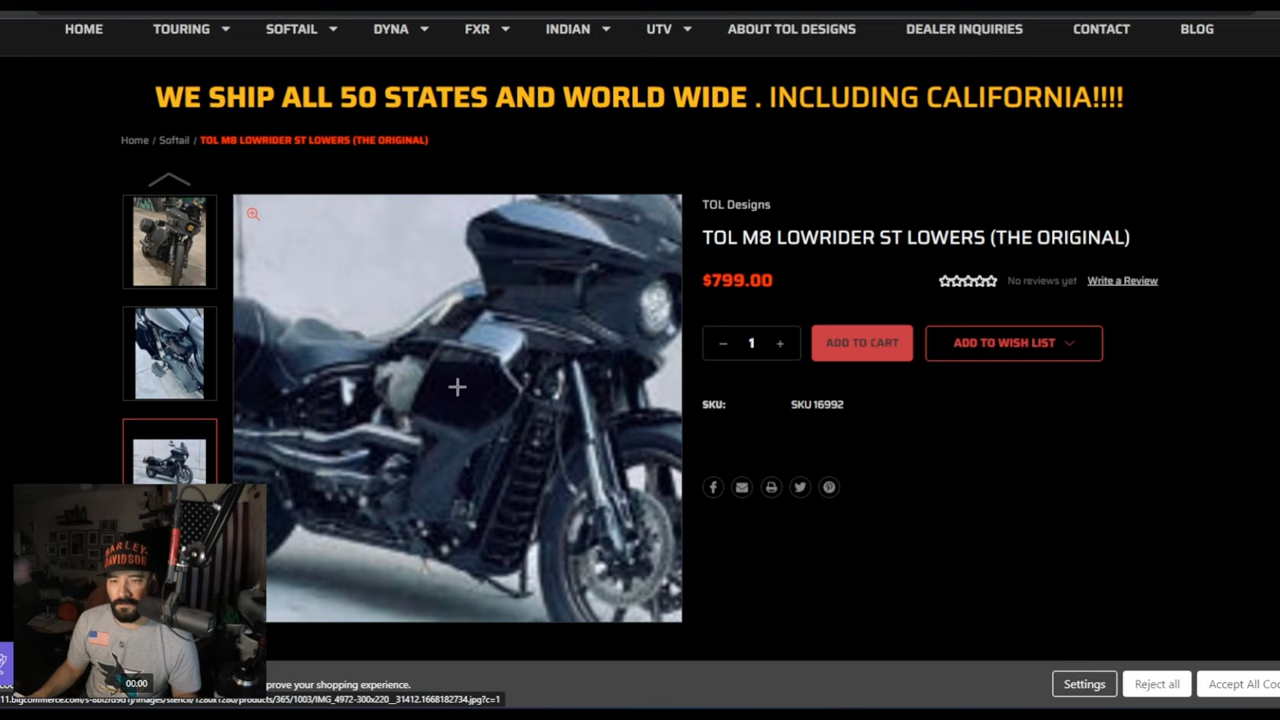 HOME TOURING SOFTAIL DYNA FXR INDIAN UTV ABOUT TOL DESIGNS DEALER INQUIRIES CONTACT BLOG
WE SHIP ALL 50 STATES AND WORLD WIDE . INCLUDING CALIFORNIA!!!!
Home / Softail / TOL M8 LOWRIDER ST LOWERS (THE ORIGINAL)
TOL Designs
TOL M8 LOWRIDER ST LOWERS (THE ORIGINAL)
$799.00
No reviews yet Write a Review
− 1 + ADD TO CART ADD TO WISH LIST
SKU: SKU 16992
HARLEY-
DAVIDSON
00:00
prove your shopping experience.
Settings Reject all Accept All Coo